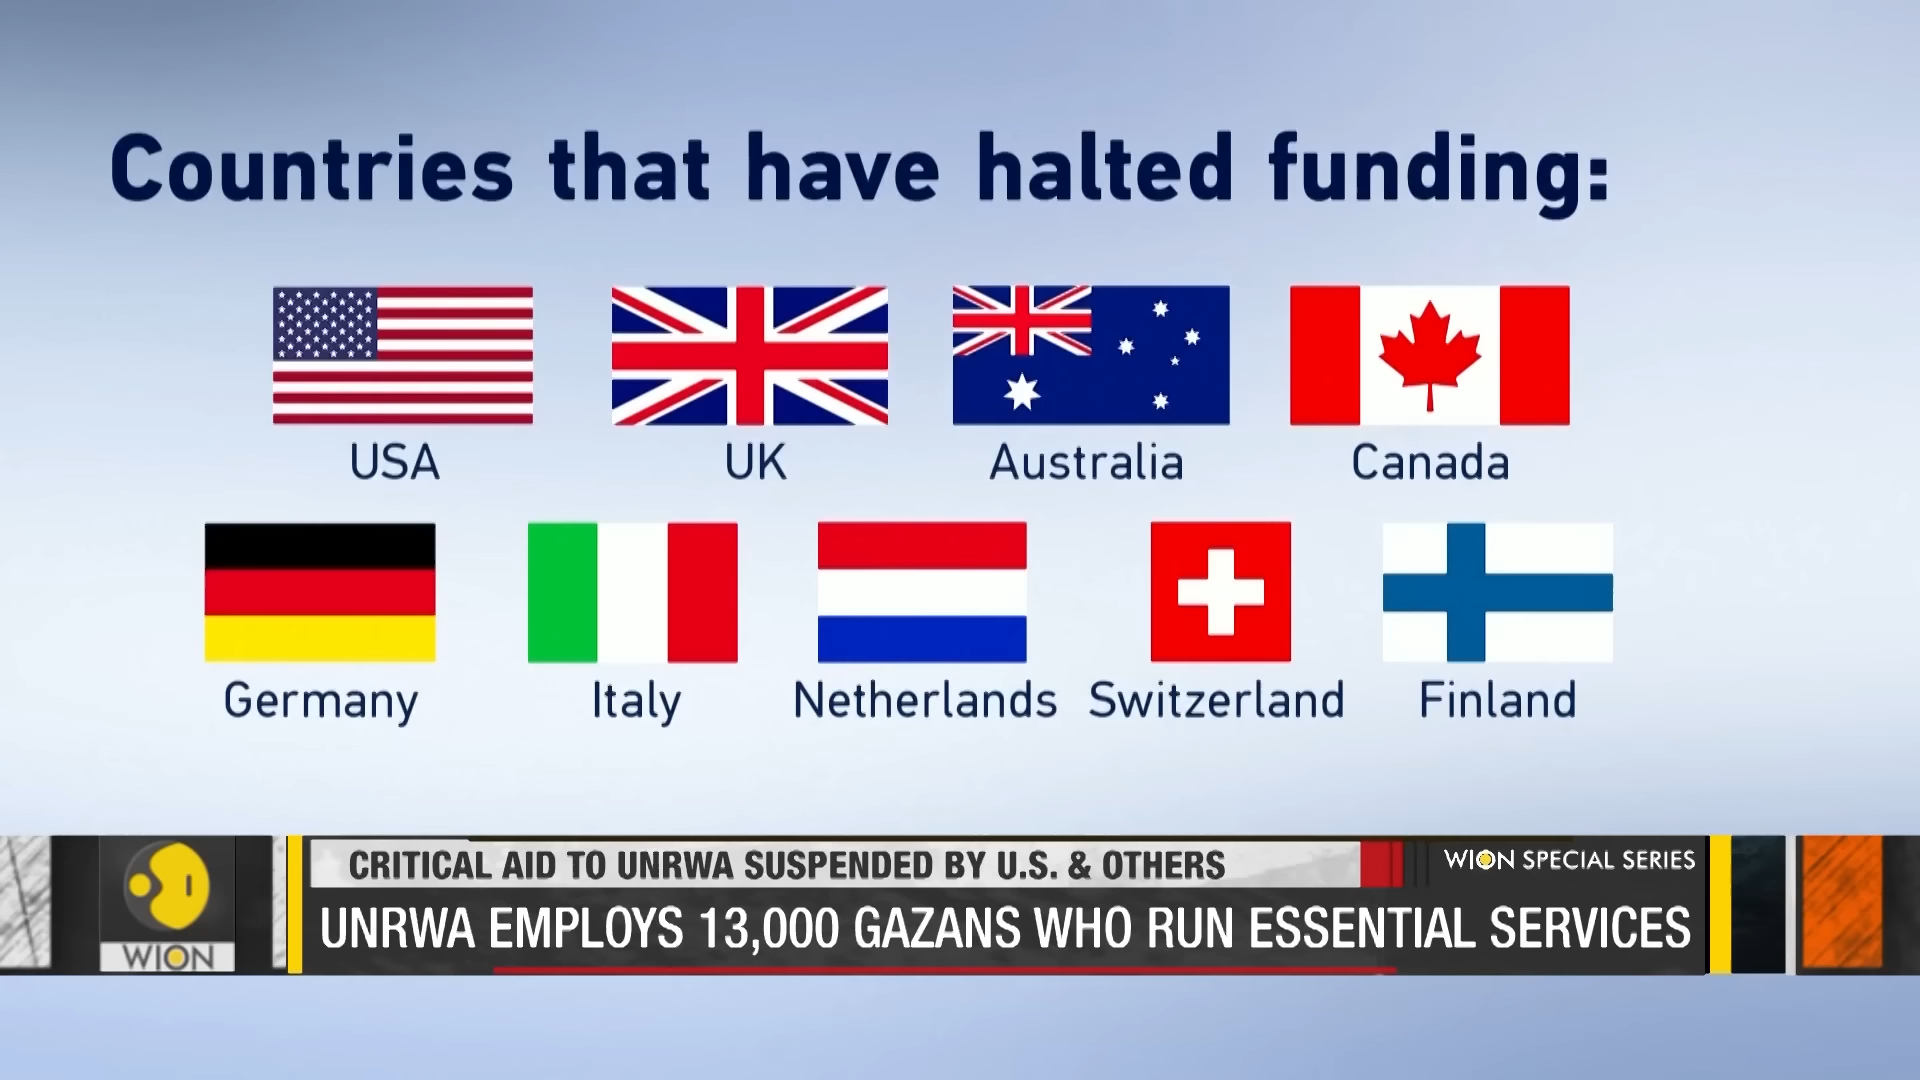 Countries that have halted funding:
USA
UK
Australia
Canada
Germany
Italy
Netherlands
Switzerland
Finland
CRITICAL AID TO UNRWA SUSPENDED BY U.S. & OTHERS
WION SPECIAL SERIES
UNRWA EMPLOYS 13,000 GAZANS WHO RUN ESSENTIAL SERVICES
WION